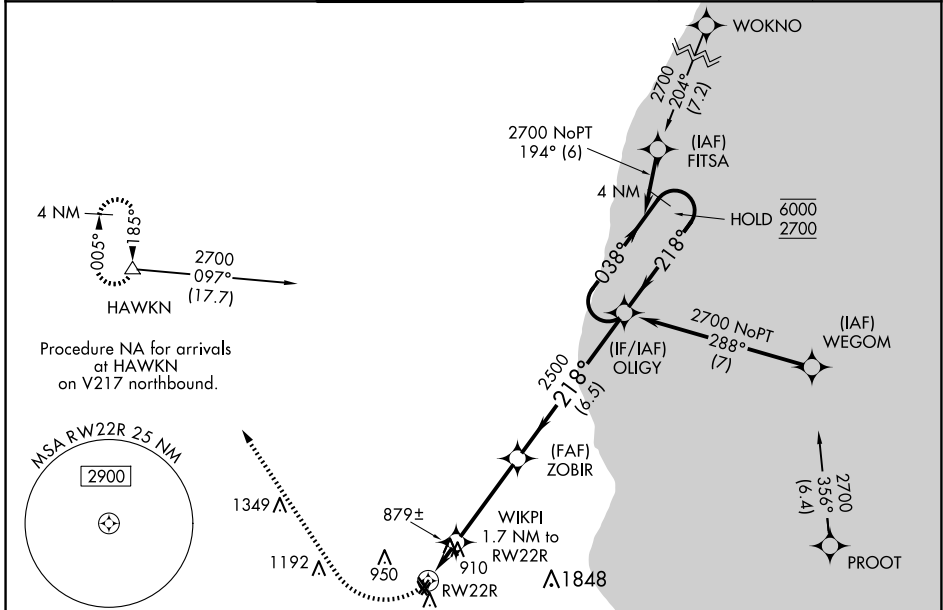 WOKNO
2700
204°
(7.2)
2700 NoPT
194° (6)
(IAF)
FITSA
4 NM
HOLD
6000
2700
038°
218°
4 NM
005°
185°
2700
097°
(17.7)
HAWKN
Procedure NA for arrivals
at HAWKN
on V217 northbound.
(IF/IAF)
OLIGY
2700 NoPT
288°
(7)
(IAF)
WEGOM
2500
218°
(6.5)
(FAF)
ZOBIR
2700
356°
(6.4)
PROOT
MSA RW22R 25 NM
2900
1349
1192
879±
950
WIKPI
1.7 NM to
RW22R
910
RW22R
1848